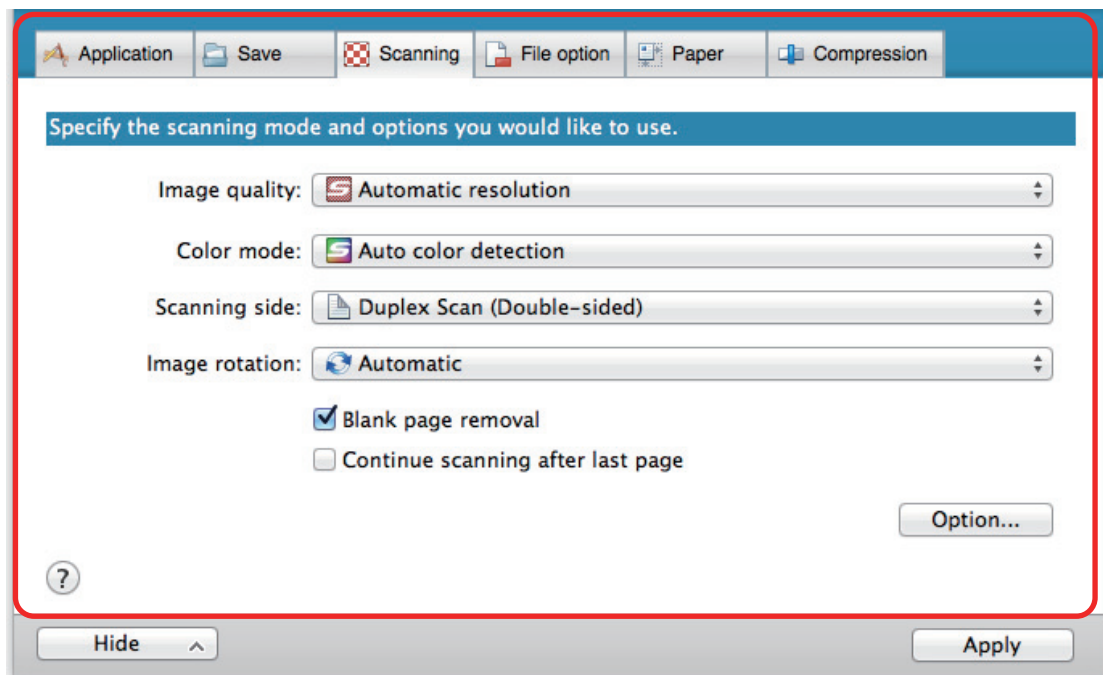 Application Save Scanning File option Paper Compression
Specify the scanning mode and options you would like to use.
Image quality: Automatic resolution
Color mode: Auto color detection
Scanning side: Duplex Scan (Double-sided)
Image rotation: Automatic
Blank page removal
Continue scanning after last page
Option...
?
Hide Apply